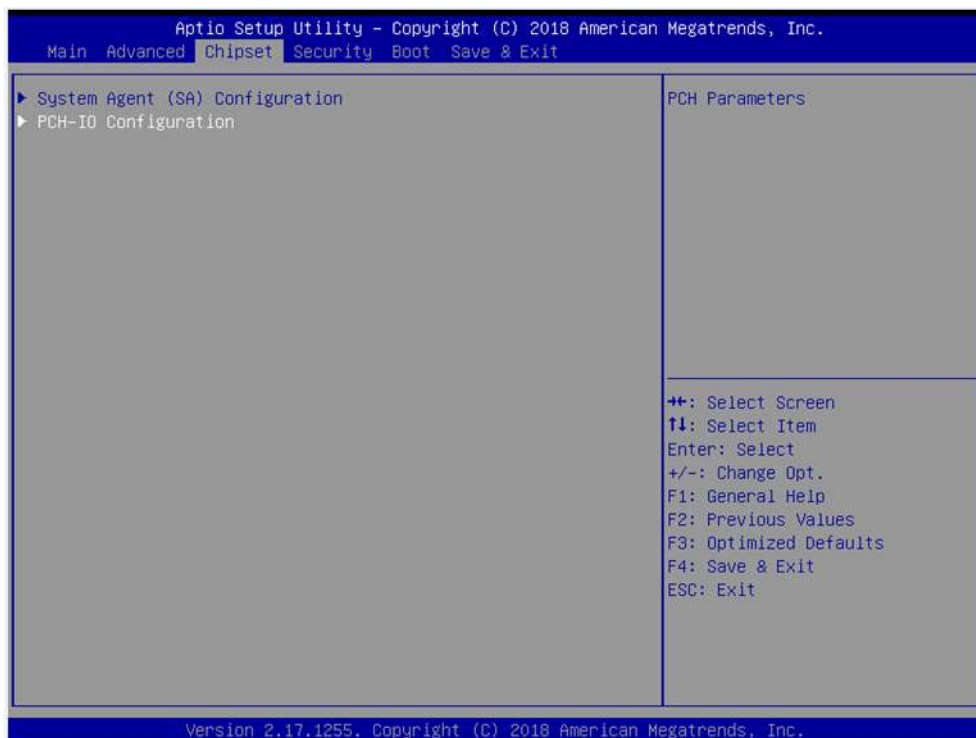 Aptio Setup Utility – Copyright (C) 2018 American Megatrends, Inc.
Main Advanced Chipset Security Boot Save & Exit
▶ System Agent (SA) Configuration
▶ PCH-IO Configuration
PCH Parameters
→←: Select Screen
↑↓: Select Item
Enter: Select
+/-: Change Opt.
F1: General Help
F2: Previous Values
F3: Optimized Defaults
F4: Save & Exit
ESC: Exit
Version 2.17.1255. Copyright (C) 2018 American Megatrends, Inc.